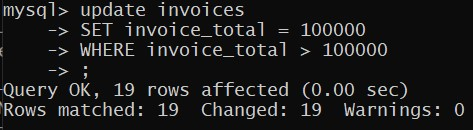 mysql> update invoices
-> SET invoice_total = 100000
-> WHERE invoice_total > 100000
-> ;
Query OK, 19 rows affected (0.00 sec)
Rows matched: 19  Changed: 19  Warnings: 0